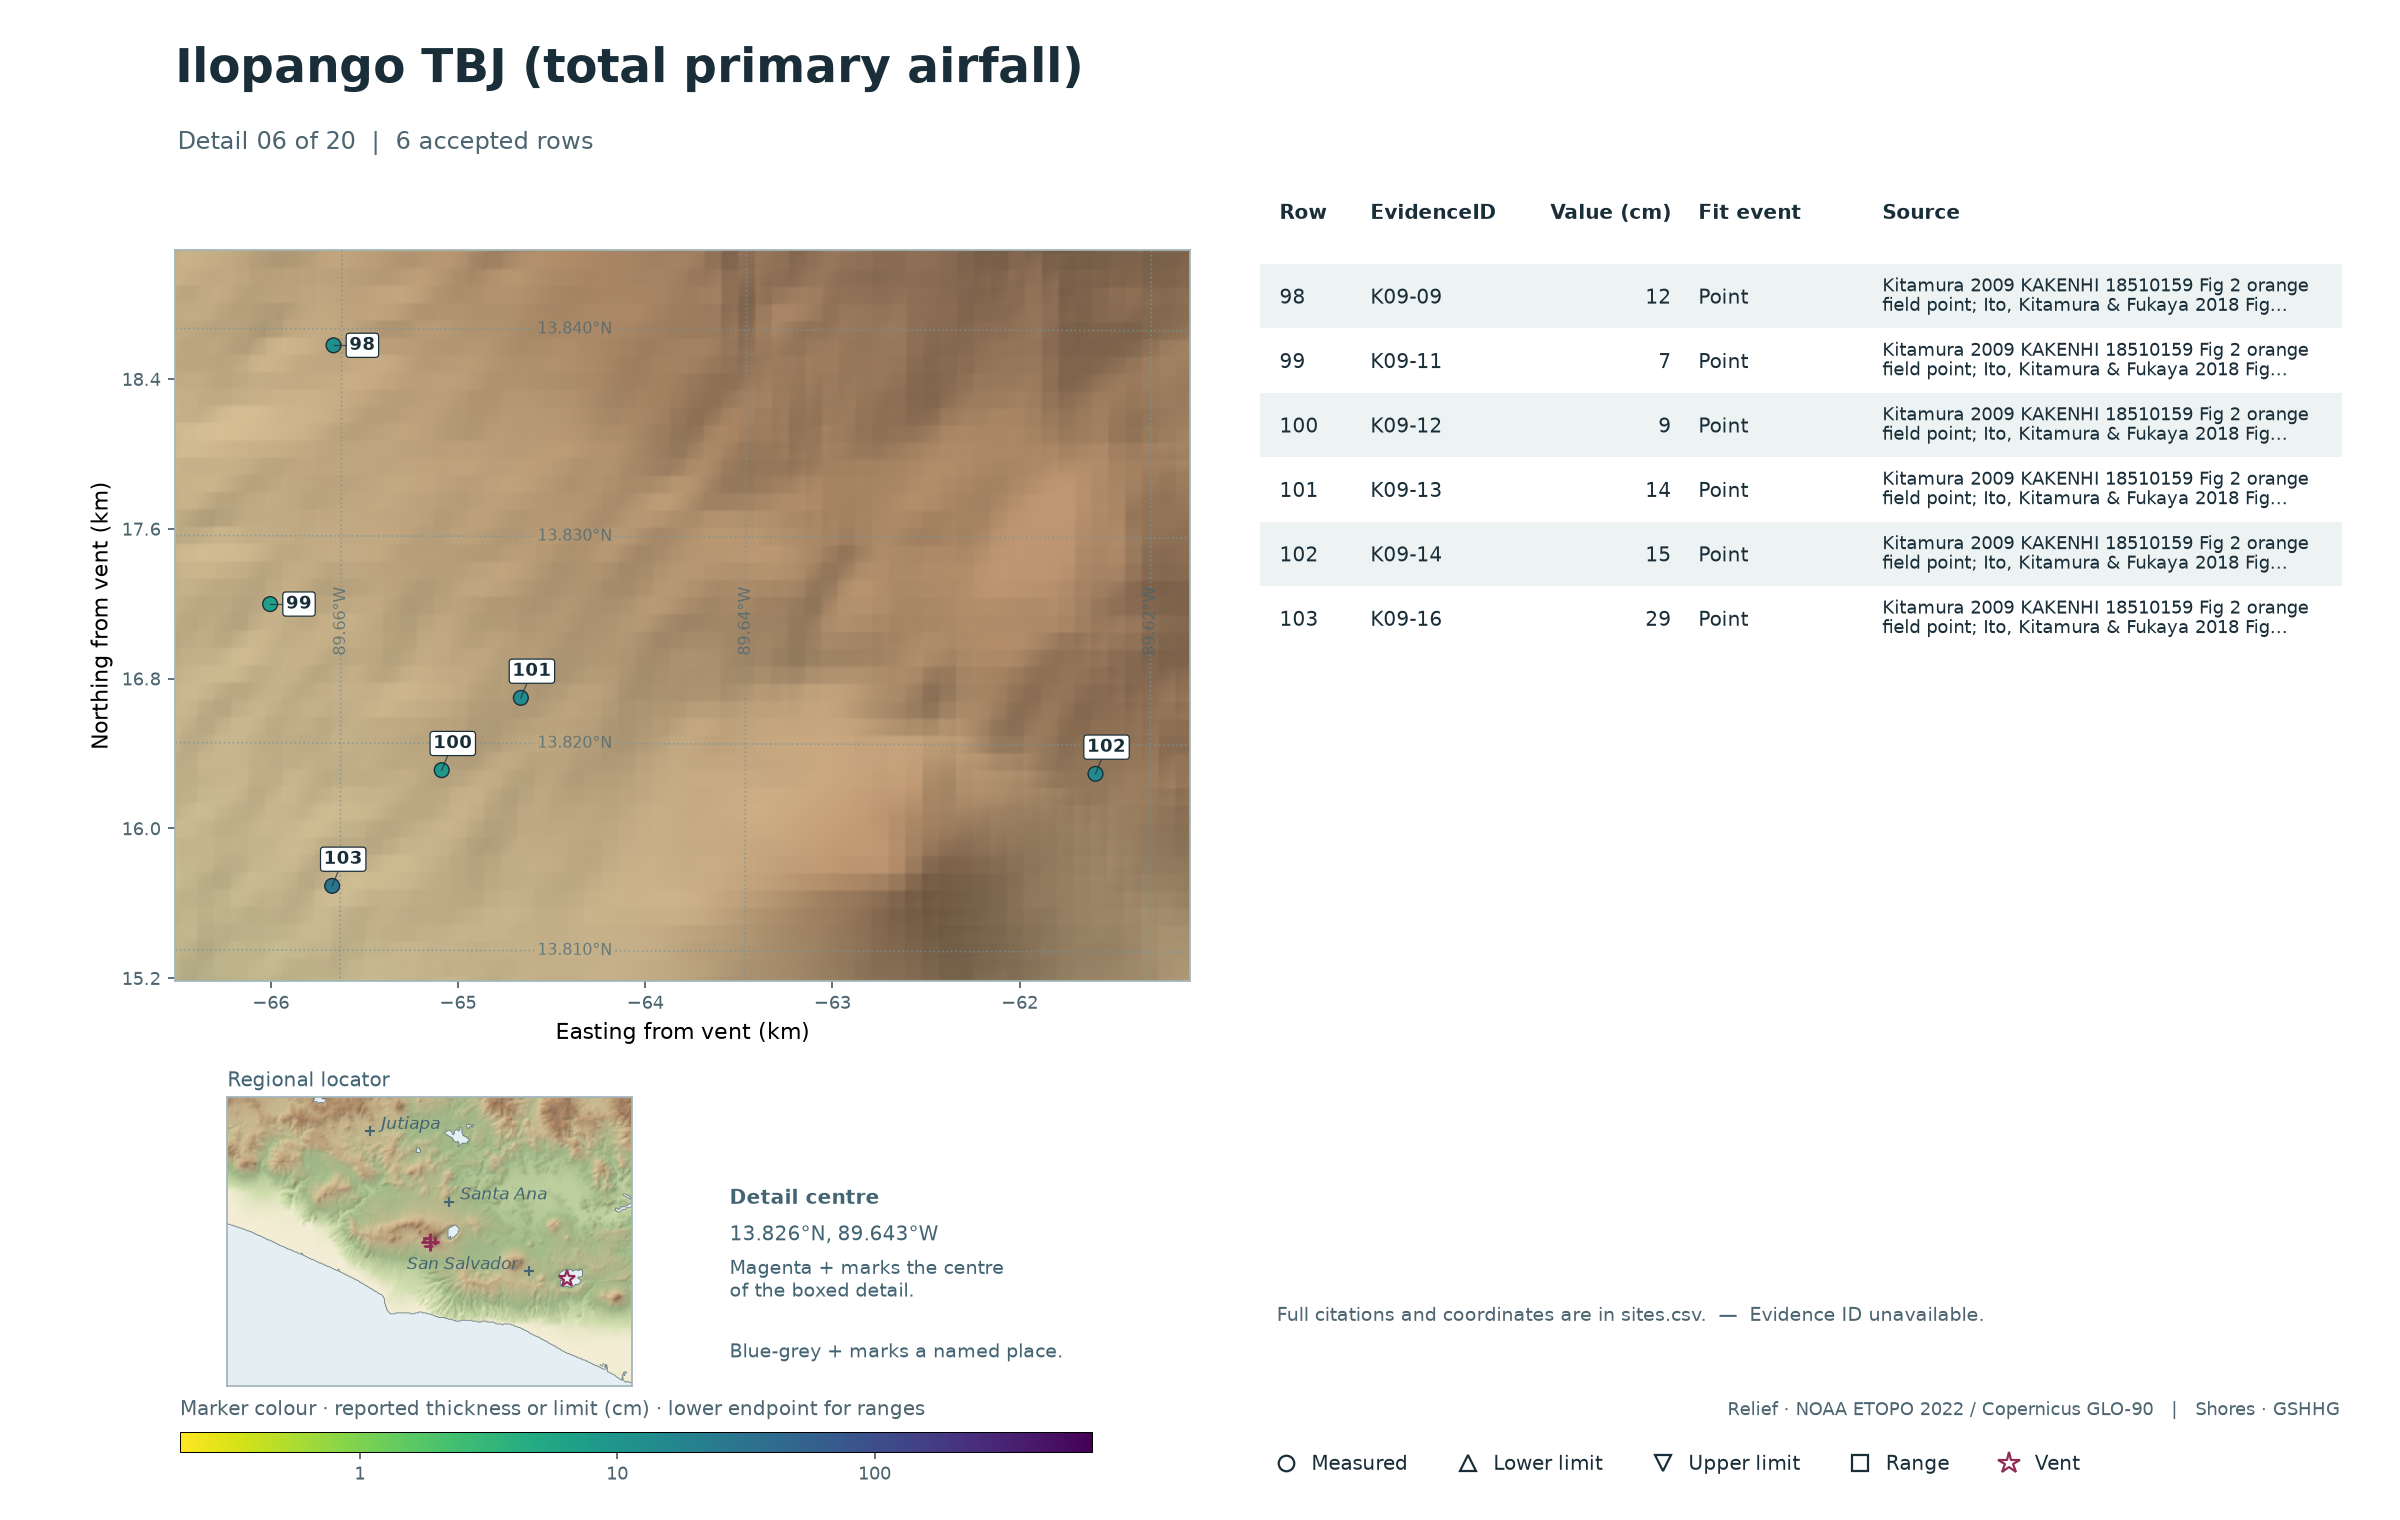 Ilopango TBJ (total primary airfall)
Detail 06 of 20 | 6 accepted rows
Row EvidenceID Value (cm) Fit event Source
98 K09-09 12 Point Kitamura 2009 KAKENHI 18510159 Fig 2 orange
field point; Ito, Kitamura & Fukaya 2018 Fig...
99 K09-11 7 Point Kitamura 2009 KAKENHI 18510159 Fig 2 orange
field point; Ito, Kitamura & Fukaya 2018 Fig...
100 K09-12 9 Point Kitamura 2009 KAKENHI 18510159 Fig 2 orange
field point; Ito, Kitamura & Fukaya 2018 Fig...
101 K09-13 14 Point Kitamura 2009 KAKENHI 18510159 Fig 2 orange
field point; Ito, Kitamura & Fukaya 2018 Fig...
102 K09-14 15 Point Kitamura 2009 KAKENHI 18510159 Fig 2 orange
field point; Ito, Kitamura & Fukaya 2018 Fig...
103 K09-16 29 Point Kitamura 2009 KAKENHI 18510159 Fig 2 orange
field point; Ito, Kitamura & Fukaya 2018 Fig...
Northing from vent (km)
18.4
17.6
16.8
16.0
15.2
13.840°N
13.830°N
13.820°N
13.810°N
89.66°W
89.64°W
89.62°W
98
99
101
100
102
103
−66 −65 −64 −63 −62
Easting from vent (km)
Regional locator
Jutiapa
Santa Ana
San Salvador
Detail centre
13.826°N, 89.643°W
Magenta + marks the centre
of the boxed detail.
Blue-grey + marks a named place.
Full citations and coordinates are in sites.csv. — Evidence ID unavailable.
Marker colour · reported thickness or limit (cm) · lower endpoint for ranges
1 10 100
Relief · NOAA ETOPO 2022 / Copernicus GLO-90 | Shores · GSHHG
Measured Lower limit Upper limit Range Vent